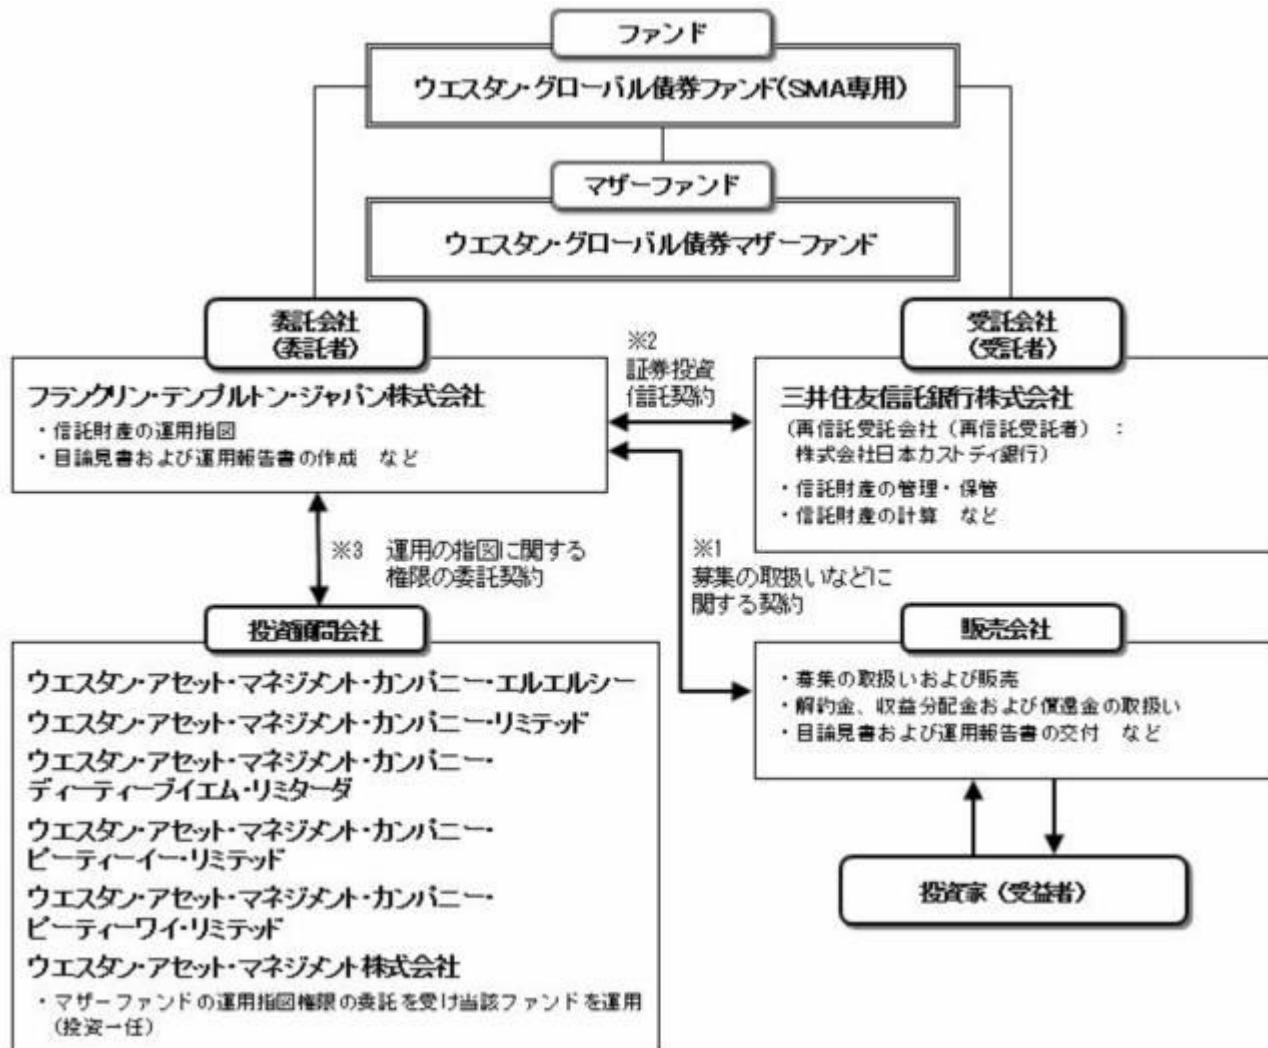 ファンド
ウエスタン・グローバル債券ファンド(SMA専用)
マザーファンド
ウエスタン・グローバル債券マザーファンド
委託会社
(委託者)
フランクリン・テンプルトン・ジャパン株式会社
・信託財産の運用指図
・目論見書および運用報告書の作成 など
※2
証券投資
信託契約
受託会社
(受託者)
三井住友信託銀行株式会社
(再信託受託会社(再信託受託者) :
株式会社日本カストディ銀行)
・信託財産の管理・保管
・信託財産の計算 など
※3 運用の指図に関する
権限の委託契約
※1
募集の取扱いなどに
関する契約
投資顧問会社
ウエスタン・アセット・マネジメント・カンパニー・エルエルシー
ウエスタン・アセット・マネジメント・カンパニー・リミテッド
ウエスタン・アセット・マネジメント・カンパニー・
ディーティーブイエム・リミターダ
ウエスタン・アセット・マネジメント・カンパニー・
ピーティーイー・リミテッド
ウエスタン・アセット・マネジメント・カンパニー・
ピーティーワイ・リミテッド
ウエスタン・アセット・マネジメント株式会社
・マザーファンドの運用指図権限の委託を受け当該ファンドを運用
(投資一任)
販売会社
・募集の取扱いおよび販売
・解約金、収益分配金および償還金の取扱い
・目論見書および運用報告書の交付 など
投資家(受益者)